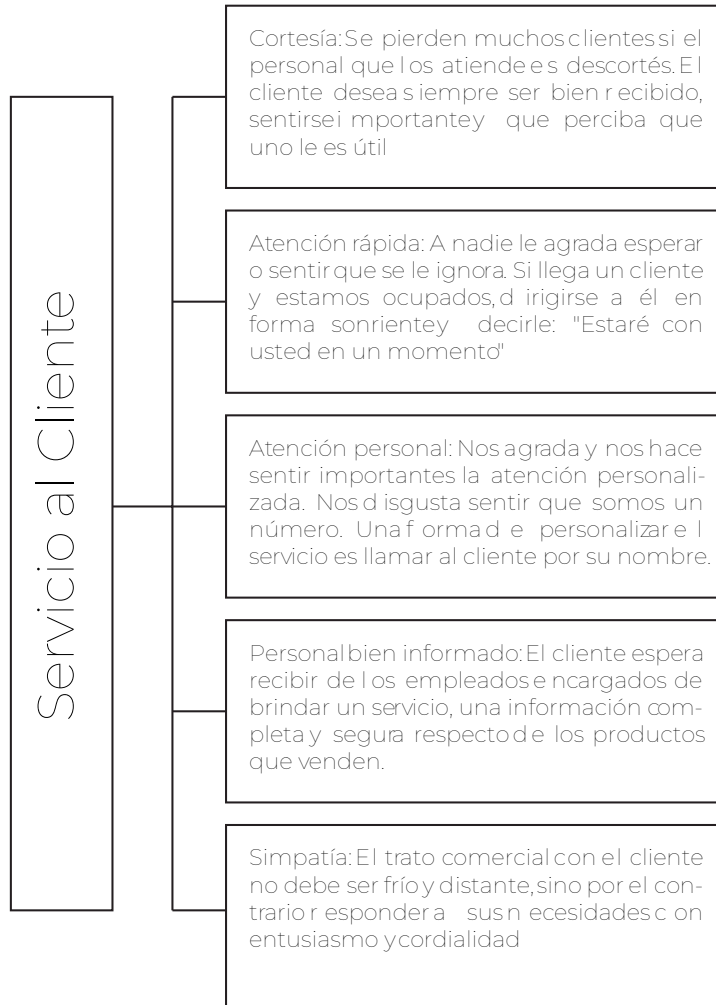 Servicio al Cliente
Cortesía: Se pierden muchos clientes si el
personal que los atiende es descortés. El
cliente desea siempre ser bien recibido,
sentirse importante y que perciba que
uno le es útil
Atención rápida: A nadie le agrada esperar
o sentir que se le ignora. Si llega un cliente
y estamos ocupados, dirigirse a él en
forma sonriente y decirle: "Estaré con
usted en un momento"
Atención personal: Nos agrada y nos hace
sentir importantes la atención personali-
zada. Nos disgusta sentir que somos un
número. Una forma de personalizar el
servicio es llamar al cliente por su nombre.
Personal bien informado: El cliente espera
recibir de los empleados encargados de
brindar un servicio, una información com-
pleta y segura respecto de los productos
que venden.
Simpatía: El trato comercial con el cliente
no debe ser frío y distante, sino por el con-
trario responder a sus necesidades con
entusiasmo y cordialidad